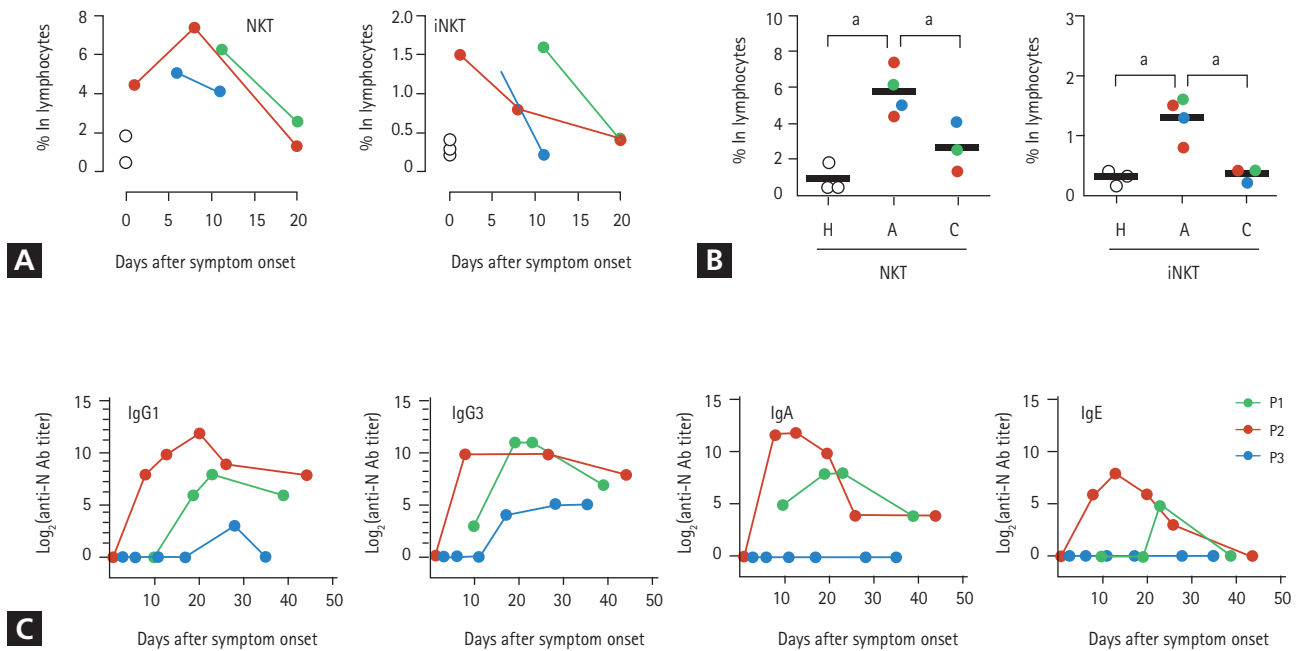 NKT
% In lymphocytes
8
6
4
2
0
0 5 10 15 20
Days after symptom onset
iNKT
% In lymphocytes
2.0
1.5
1.0
0.5
0
0 5 10 15 20
Days after symptom onset
A
% In lymphocytes
10
8
6
4
2
0
a a
H A C
NKT
% In lymphocytes
3
2
1
0
a a
H A C
iNKT
B
IgG1
Log2(anti-N Ab titer)
15
10
5
0
10 20 30 40 50
Days after symptom onset
IgG3
Log2(anti-N Ab titer)
15
10
5
0
10 20 30 40 50
Days after symptom onset
IgA
Log2(anti-N Ab titer)
15
10
5
0
10 20 30 40 50
Days after symptom onset
IgE
Log2(anti-N Ab titer)
15
10
5
0
10 20 30 40 50
Days after symptom onset
P1
P2
P3
C